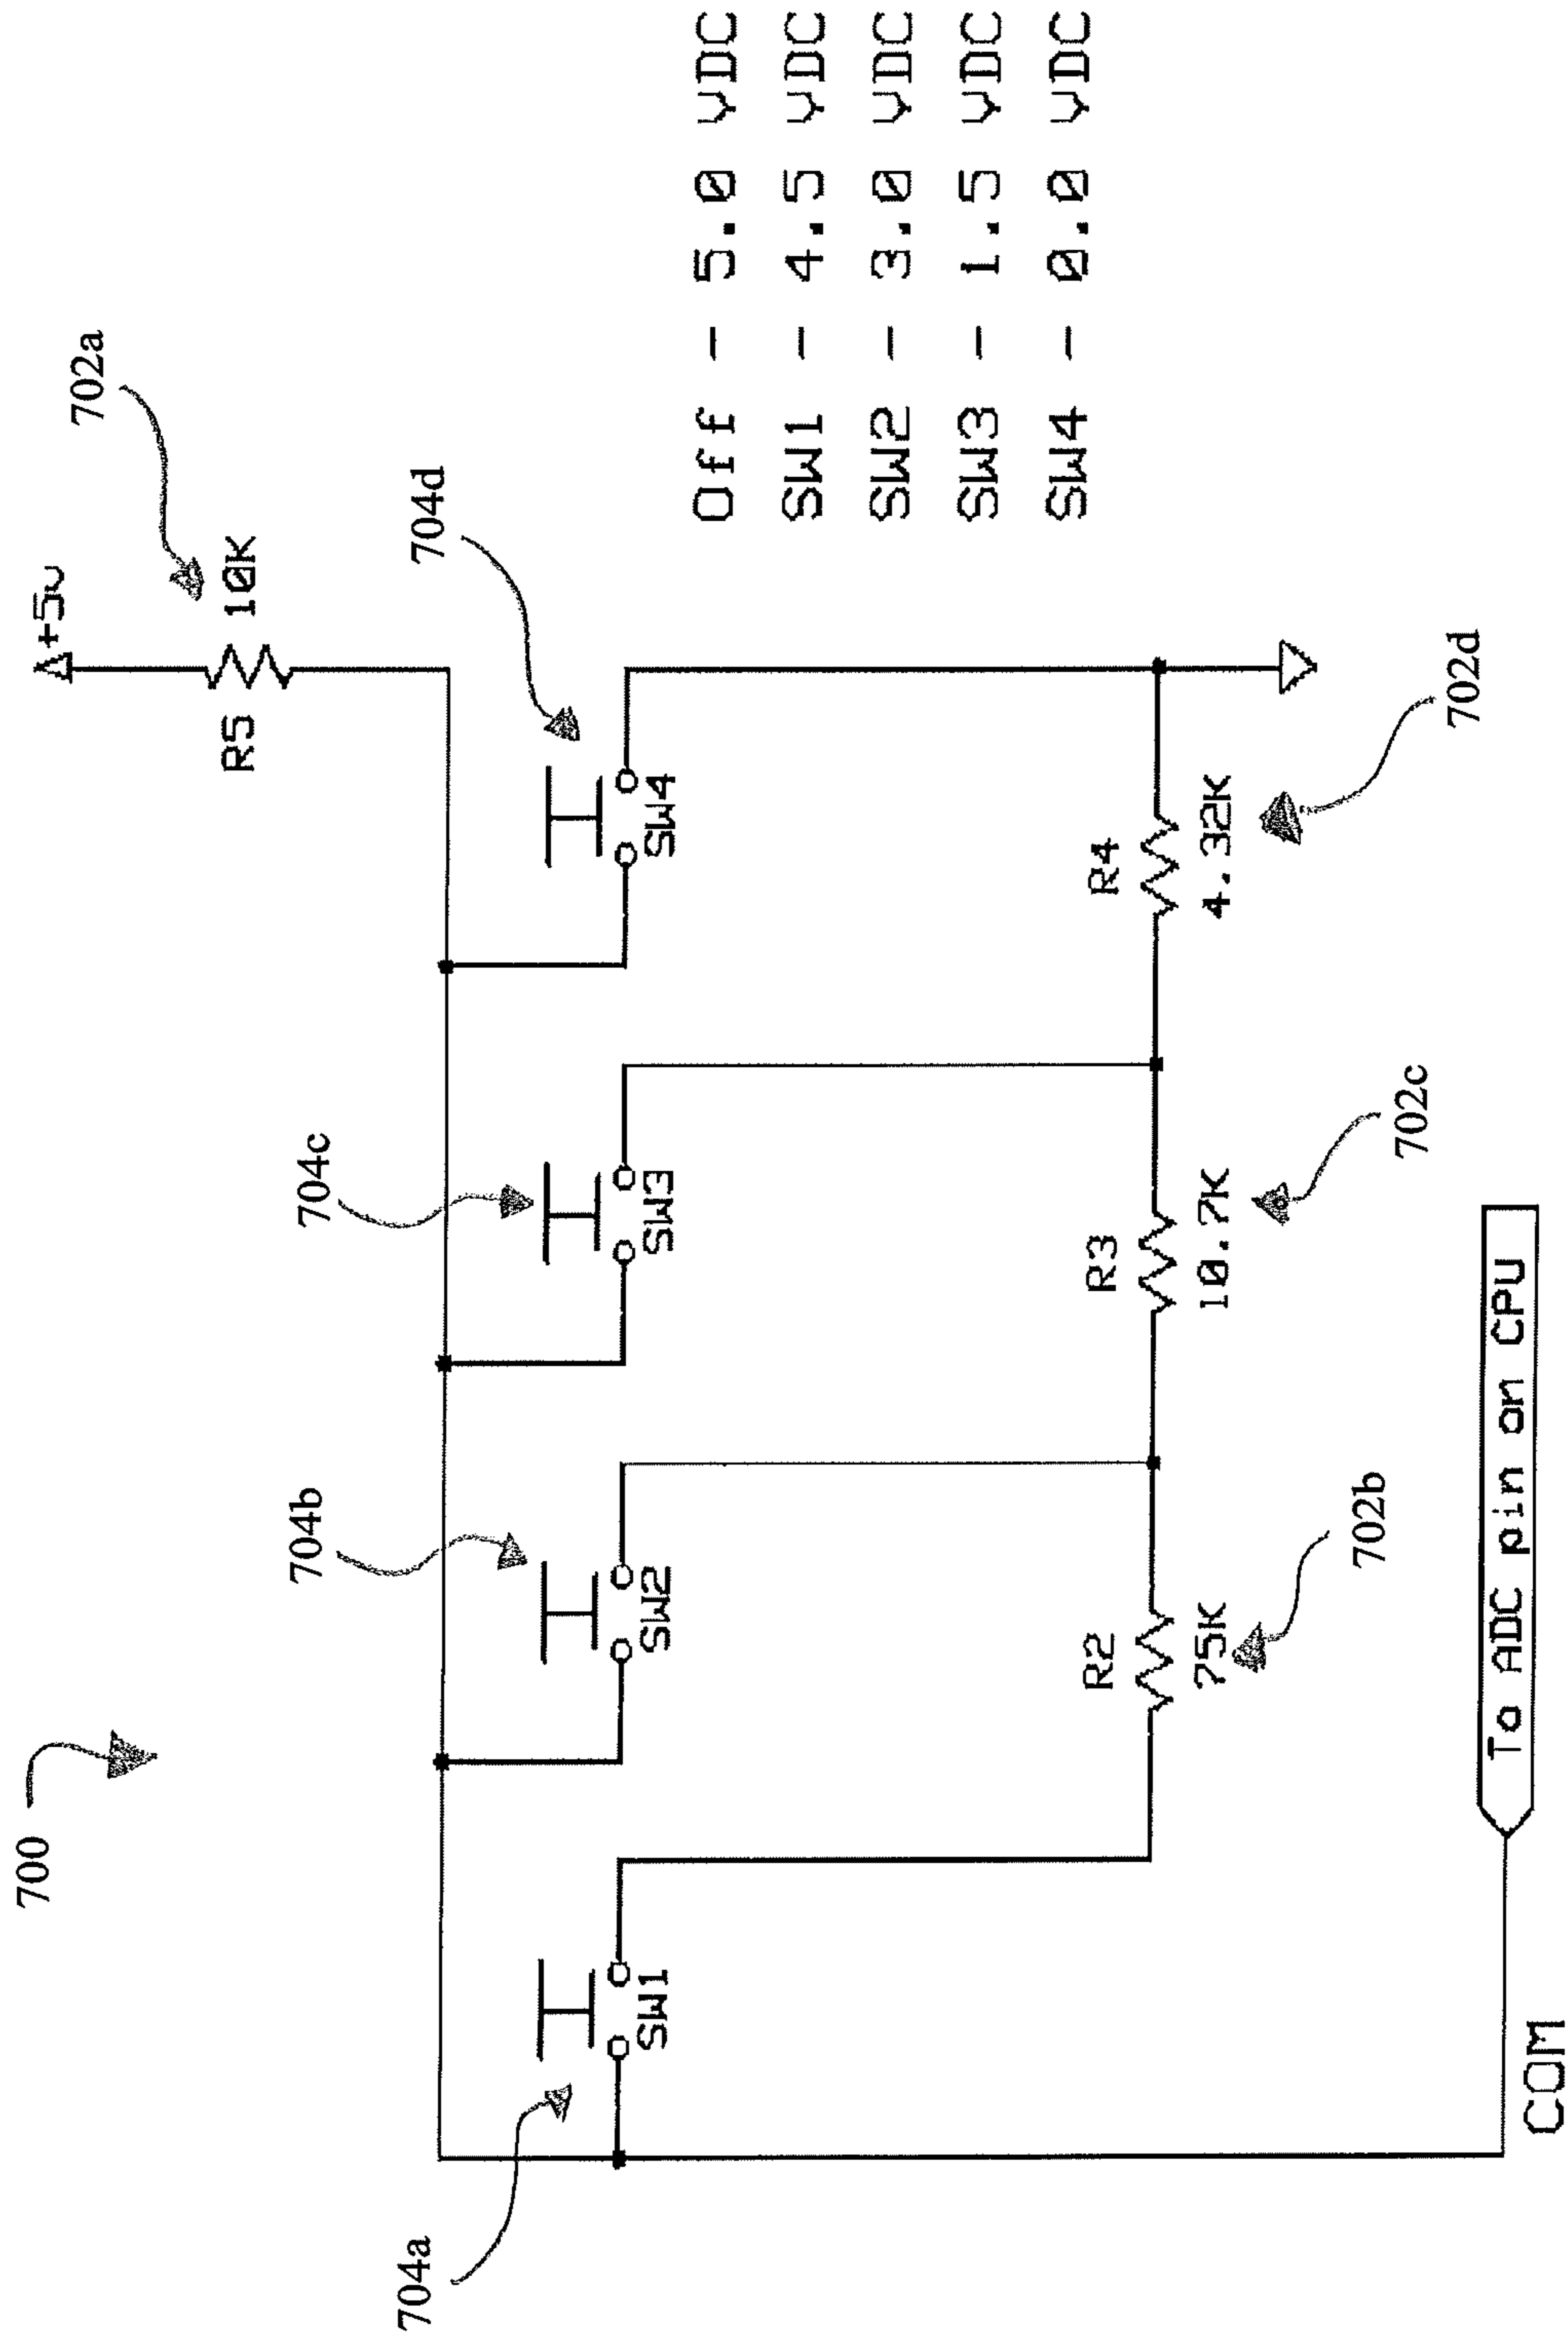 700
702a
+5v
R5 10K
704d
704c
704b
704a
SW1
SW2
SW3
SW4
Off - 5.0 VDC
SW1 - 4.5 VDC
SW2 - 3.0 VDC
SW3 - 1.5 VDC
SW4 - 0.0 VDC
R2
75K
R3
10.7K
R4
4.32K
702b
702c
702d
To ADC pin on CPU
COM